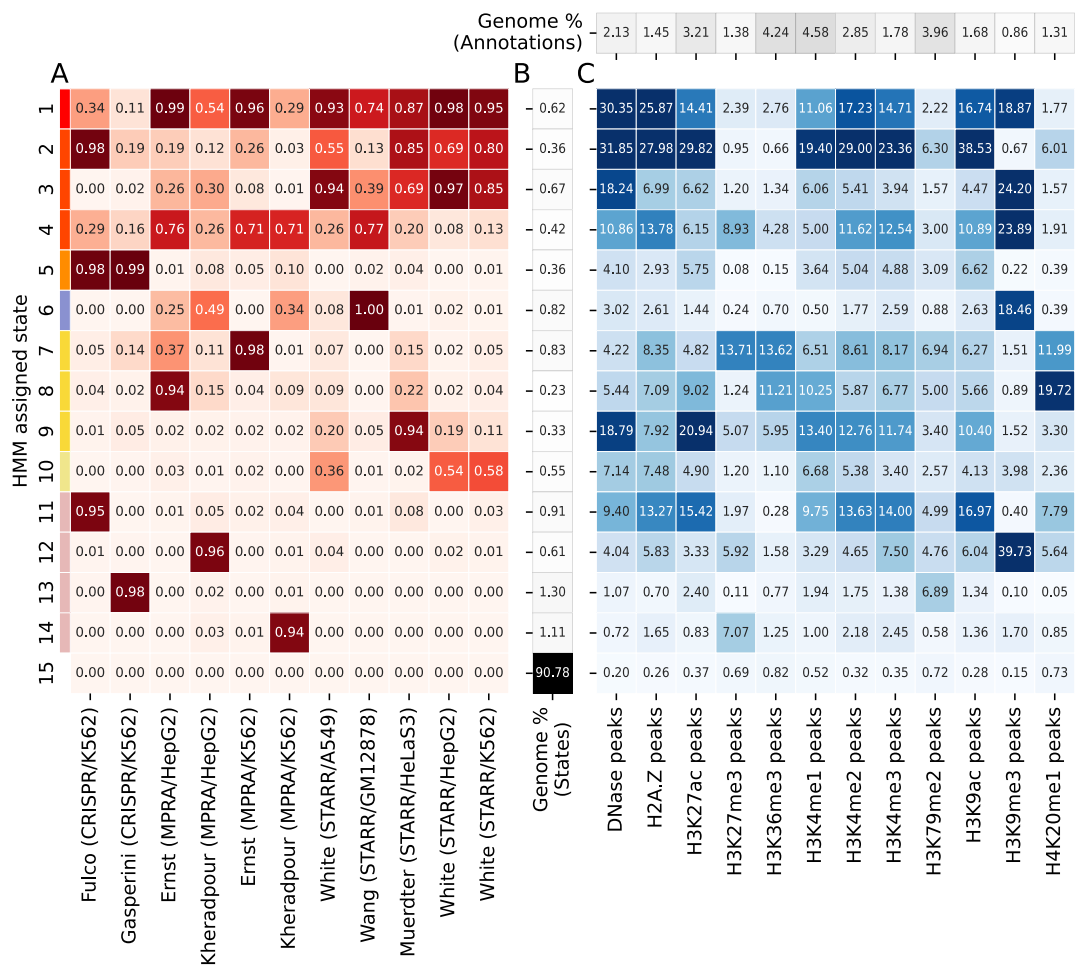 Genome %
(Annotations)
2.13 1.45 3.21 1.38 4.24 4.58 2.85 1.78 3.96 1.68 0.86 1.31
A B C
HMM assigned state
1 0.34 0.11 0.99 0.54 0.96 0.29 0.93 0.74 0.87 0.98 0.95 0.62 30.35 25.87 14.41 2.39 2.76 11.06 17.23 14.71 2.22 16.74 18.87 1.77
2 0.98 0.19 0.19 0.12 0.26 0.03 0.55 0.13 0.85 0.69 0.80 0.36 31.85 27.98 29.82 0.95 0.66 19.40 29.00 23.36 6.30 38.53 0.67 6.01
3 0.00 0.02 0.26 0.30 0.08 0.01 0.94 0.39 0.69 0.97 0.85 0.67 18.24 6.99 6.62 1.20 1.34 6.06 5.41 3.94 1.57 4.47 24.20 1.57
4 0.29 0.16 0.76 0.26 0.71 0.71 0.26 0.77 0.20 0.08 0.13 0.42 10.86 13.78 6.15 8.93 4.28 5.00 11.62 12.54 3.00 10.89 23.89 1.91
5 0.98 0.99 0.01 0.08 0.05 0.10 0.00 0.02 0.04 0.00 0.01 0.36 4.10 2.93 5.75 0.08 0.15 3.64 5.04 4.88 3.09 6.62 0.22 0.39
6 0.00 0.00 0.25 0.49 0.00 0.34 0.08 1.00 0.01 0.02 0.01 0.82 3.02 2.61 1.44 0.24 0.70 0.50 1.77 2.59 0.88 2.63 18.46 0.39
7 0.05 0.14 0.37 0.11 0.98 0.01 0.07 0.00 0.15 0.02 0.05 0.83 4.22 8.35 4.82 13.71 13.62 6.51 8.61 8.17 6.94 6.27 1.51 11.99
8 0.04 0.02 0.94 0.15 0.04 0.09 0.09 0.00 0.22 0.02 0.04 0.23 5.44 7.09 9.02 1.24 11.21 10.25 5.87 6.77 5.00 5.66 0.89 19.72
9 0.01 0.05 0.02 0.02 0.02 0.02 0.20 0.05 0.94 0.19 0.11 0.33 18.79 7.92 20.94 5.07 5.95 13.40 12.76 11.74 3.40 10.40 1.52 3.30
10 0.00 0.00 0.03 0.01 0.02 0.00 0.36 0.01 0.02 0.54 0.58 0.55 7.14 7.48 4.90 1.20 1.10 6.68 5.38 3.40 2.57 4.13 3.98 2.36
11 0.95 0.00 0.01 0.05 0.02 0.04 0.01 0.01 0.08 0.00 0.03 0.91 9.40 13.27 15.42 1.97 0.28 9.75 13.63 14.00 4.99 16.97 0.40 7.79
12 0.01 0.00 0.00 0.96 0.00 0.01 0.04 0.00 0.00 0.02 0.01 0.61 4.04 5.83 3.33 5.92 1.58 3.29 4.65 7.50 4.76 6.04 39.73 5.64
13 0.00 0.98 0.00 0.02 0.00 0.01 0.00 0.00 0.00 0.00 0.00 1.30 1.07 0.70 2.40 0.11 0.77 1.94 1.75 1.38 6.89 1.34 0.10 0.05
14 0.00 0.00 0.00 0.03 0.01 0.94 0.00 0.00 0.00 0.00 0.00 1.11 0.72 1.65 0.83 7.07 1.25 1.00 2.18 2.45 0.58 1.36 1.70 0.85
15 0.00 0.00 0.00 0.00 0.00 0.00 0.00 0.00 0.00 0.00 0.00 90.78 0.20 0.26 0.37 0.69 0.82 0.42 0.32 0.35 0.72 0.28 0.15 0.73
Fulco (CRISPR/K562)
Gasperini (CRISPR/K562)
Ernst (MPRA/HepG2)
Kheradpour (MPRA/HepG2)
Ernst (MPRA/K562)
Kheradpour (MPRA/K562)
White (STARR/A549)
Wang (STARR/GM12878)
Muerdter (STARR/HeLaS3)
White (STARR/HepG2)
White (STARR/K562)
Genome %
(States)
DNase peaks
H2A.Z peaks
H3K27ac peaks
H3K27me3 peaks
H3K36me3 peaks
H3K4me1 peaks
H3K4me2 peaks
H3K4me3 peaks
H3K79me2 peaks
H3K9ac peaks
H3K9me3 peaks
H4K20me1 peaks